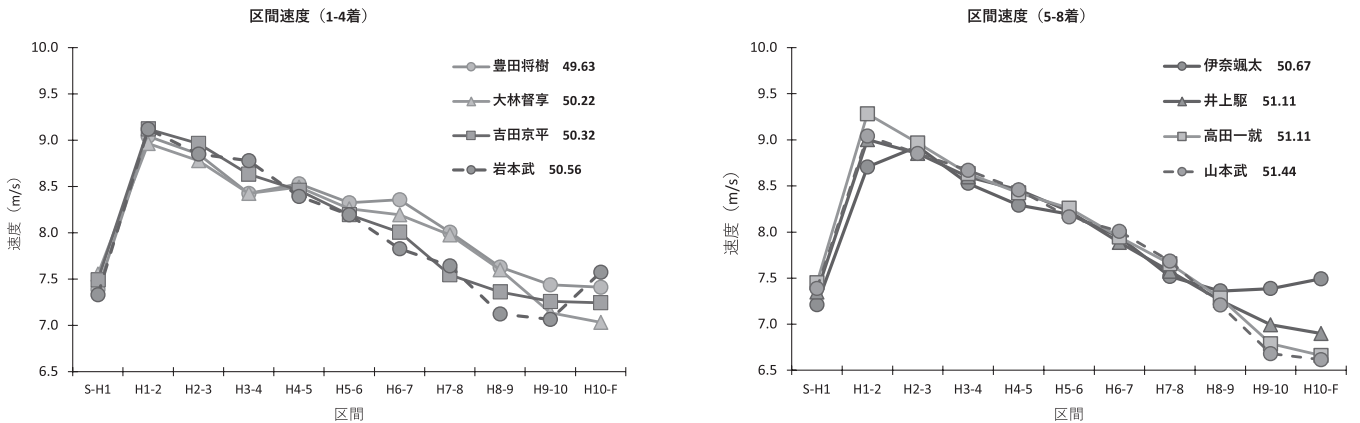 区間速度（1-4着）
10.0
9.5
9.0
8.5
8.0
7.5
7.0
6.5
速度（m/s）
豊田将樹 49.63
大林督享 50.22
吉田京平 50.32
岩本武 50.56
S-H1 H1-2 H2-3 H3-4 H4-5 H5-6 H6-7 H7-8 H8-9 H9-10 H10-F
区間
区間速度（5-8着）
10.0
9.5
9.0
8.5
8.0
7.5
7.0
6.5
速度（m/s）
伊奈颯太 50.67
井上駆 51.11
高田一就 51.11
山本武 51.44
S-H1 H1-2 H2-3 H3-4 H4-5 H5-6 H6-7 H7-8 H8-9 H9-10 H10-F
区間